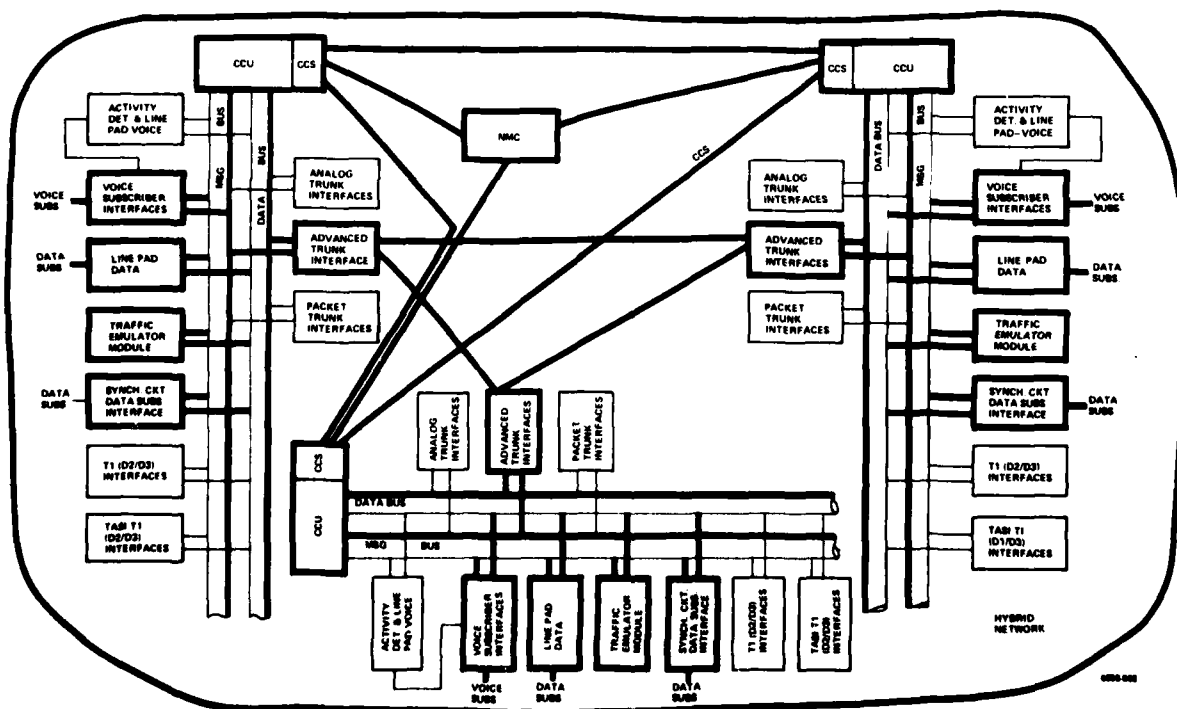 CCU
CCS
CCS
CCU
ACTIVITY
DET. & LINE
PAD VOICE
BUS
MSG
BUS
DATA
VOICE
SUBS
VOICE
SUBSCRIBER
INTERFACES
ANALOG
TRUNK
INTERFACES
DATA
SUBS
LINE PAD
DATA
ADVANCED
TRUNK
INTERFACE
TRAFFIC
EMULATOR
MODULE
PACKET
TRUNK
INTERFACES
DATA
SUBS
SYNCH. CKT
DATA SUBS
INTERFACE
T1 (D2/D3)
INTERFACES
TASI T1
(D2/D3)
INTERFACES
NMC
CCS
DATA BUS
BUS
MSG
ACTIVITY
DET. & LINE
PAD-VOICE
ANALOG
TRUNK
INTERFACES
VOICE
SUBSCRIBER
INTERFACES
VOICE
SUBS
ADVANCED
TRUNK
INTERFACES
LINE PAD
DATA
DATA
SUBS
PACKET
TRUNK
INTERFACES
TRAFFIC
EMULATOR
MODULE
SYNCH. CKT
DATA SUBS
INTERFACE
DATA
SUBS
T1 (D2/D3)
INTERFACES
TASI T1
(D1/D3)
INTERFACES
CCS
CCU
ANALOG
TRUNK
INTERFACES
ADVANCED
TRUNK
INTERFACES
PACKET
TRUNK
INTERFACES
DATA BUS
MSG BUS
ACTIVITY
DET. & LINE
PAD-VOICE
VOICE
SUBSCRIBER
INTERFACES
LINE PAD
DATA
TRAFFIC
EMULATOR
MODULE
SYNCH. CKT.
DATA SUBS-
INTERFACE
T1 (D2/D3)
INTERFACES
TASI T1
(D2/D3)
INTERFACES
VOICE
SUBS
DATA
SUBS
DATA
SUBS
HYBRID
NETWORK